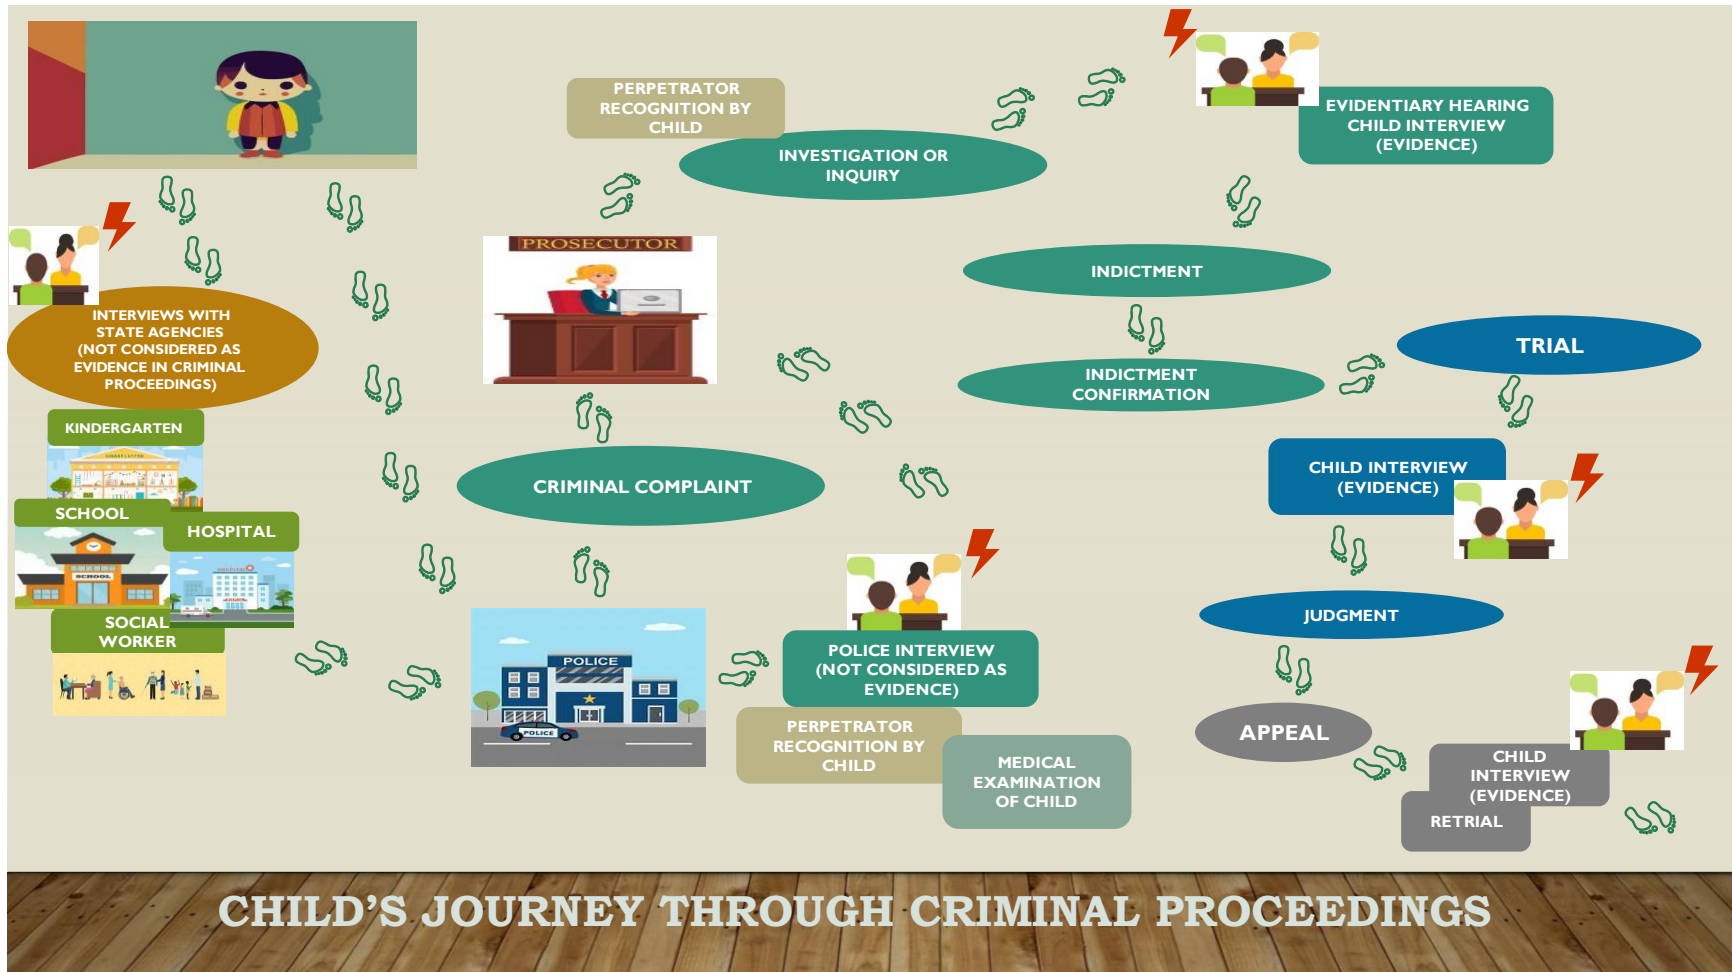 PERPETRATOR
RECOGNITION BY
CHILD
INVESTIGATION OR
INQUIRY
EVIDENTIARY HEARING
CHILD INTERVIEW
(EVIDENCE)
PROSECUTOR
INDICTMENT
INTERVIEWS WITH
STATE AGENCIES
(NOT CONSIDERED AS
EVIDENCE IN CRIMINAL
PROCEEDINGS)
INDICTMENT
CONFIRMATION
TRIAL
KINDERGARTEN
SCHOOL
SCHOOL
HOSPITAL
SOCIAL
WORKER
CRIMINAL COMPLAINT
CHILD INTERVIEW
(EVIDENCE)
POLICE
POLICE
POLICE INTERVIEW
(NOT CONSIDERED AS
EVIDENCE)
PERPETRATOR
RECOGNITION BY
CHILD
MEDICAL
EXAMINATION
OF CHILD
JUDGMENT
APPEAL
CHILD
INTERVIEW
(EVIDENCE)
RETRIAL
CHILD'S JOURNEY THROUGH CRIMINAL PROCEEDINGS